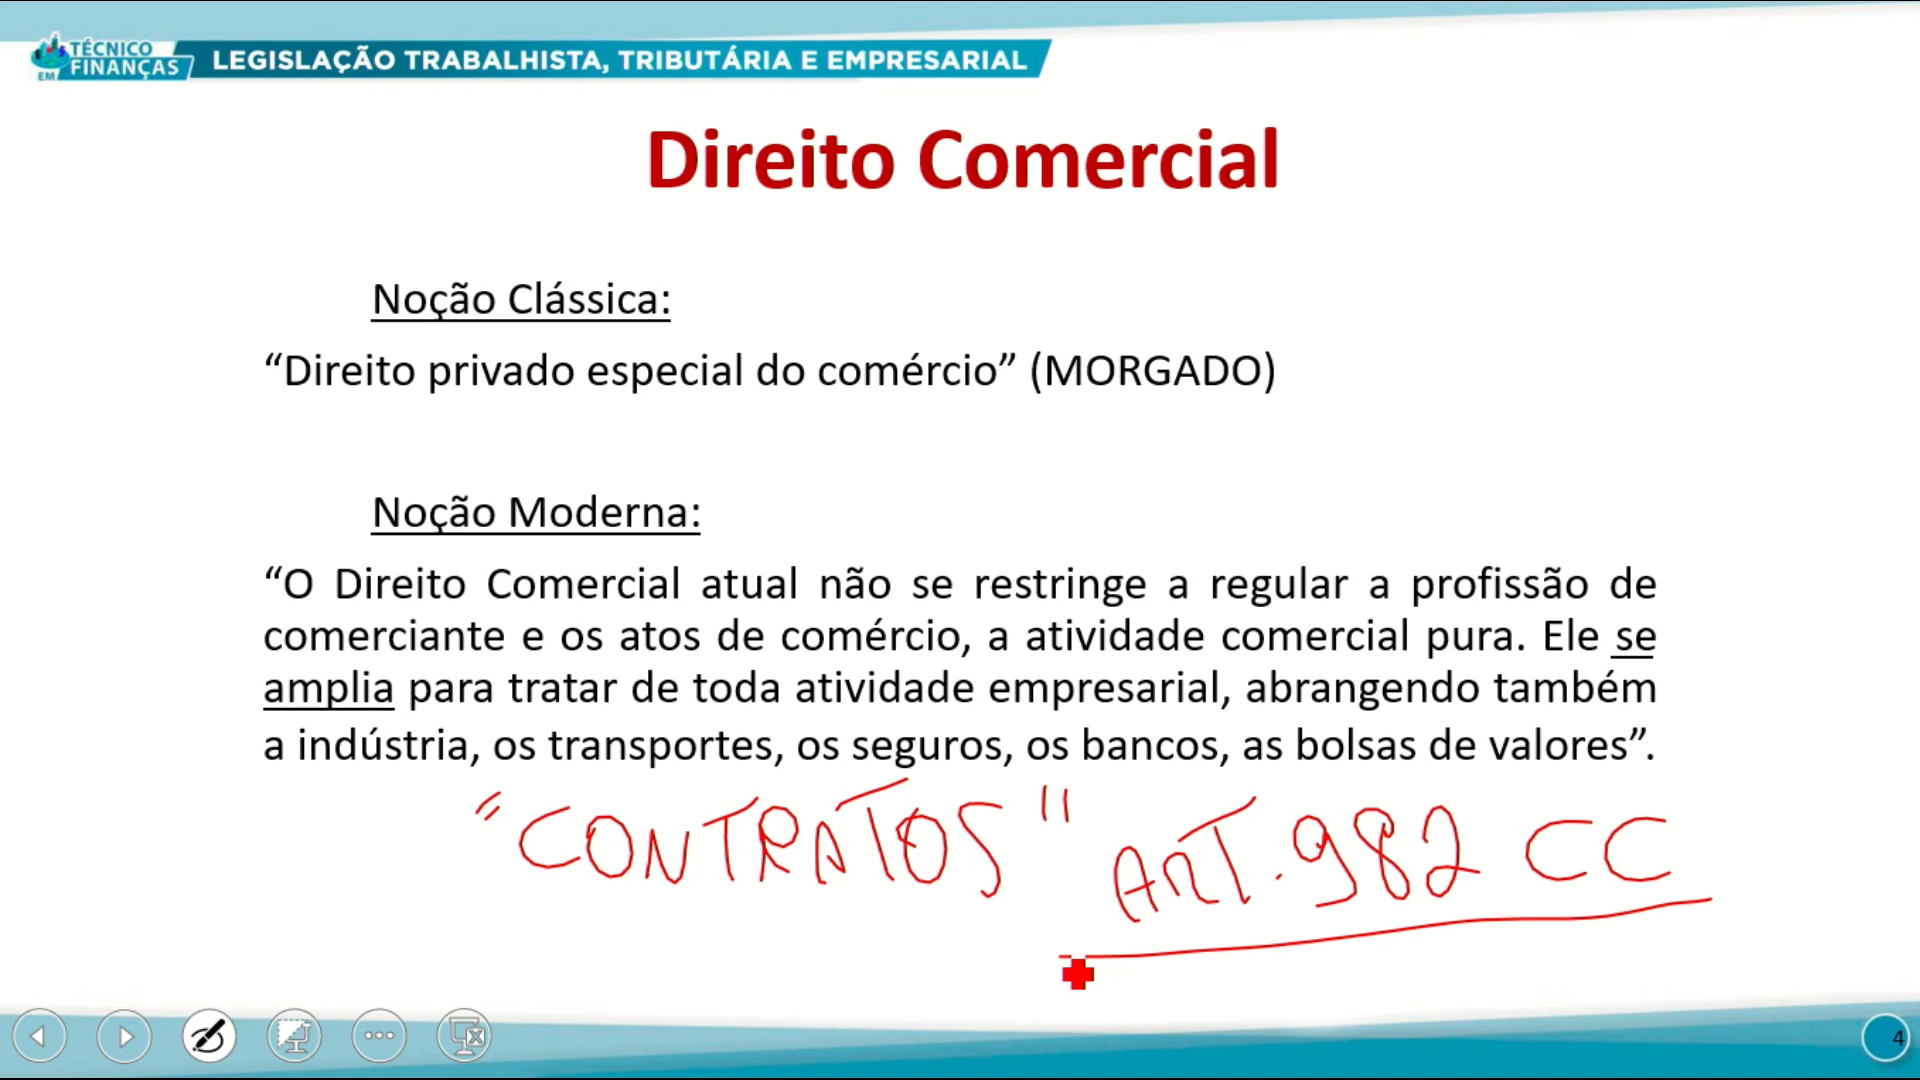 TÉCNICO
EM FINANÇAS
LEGISLAÇÃO TRABALHISTA, TRIBUTÁRIA E EMPRESARIAL
Direito Comercial
Noção Clássica:
“Direito privado especial do comércio” (MORGADO)
Noção Moderna:
“O Direito Comercial atual não se restringe a regular a profissão de
comerciante e os atos de comércio, a atividade comercial pura. Ele se
amplia para tratar de toda atividade empresarial, abrangendo também
a indústria, os transportes, os seguros, os bancos, as bolsas de valores”.
"CONTRATOS" ART. 982 CC
4